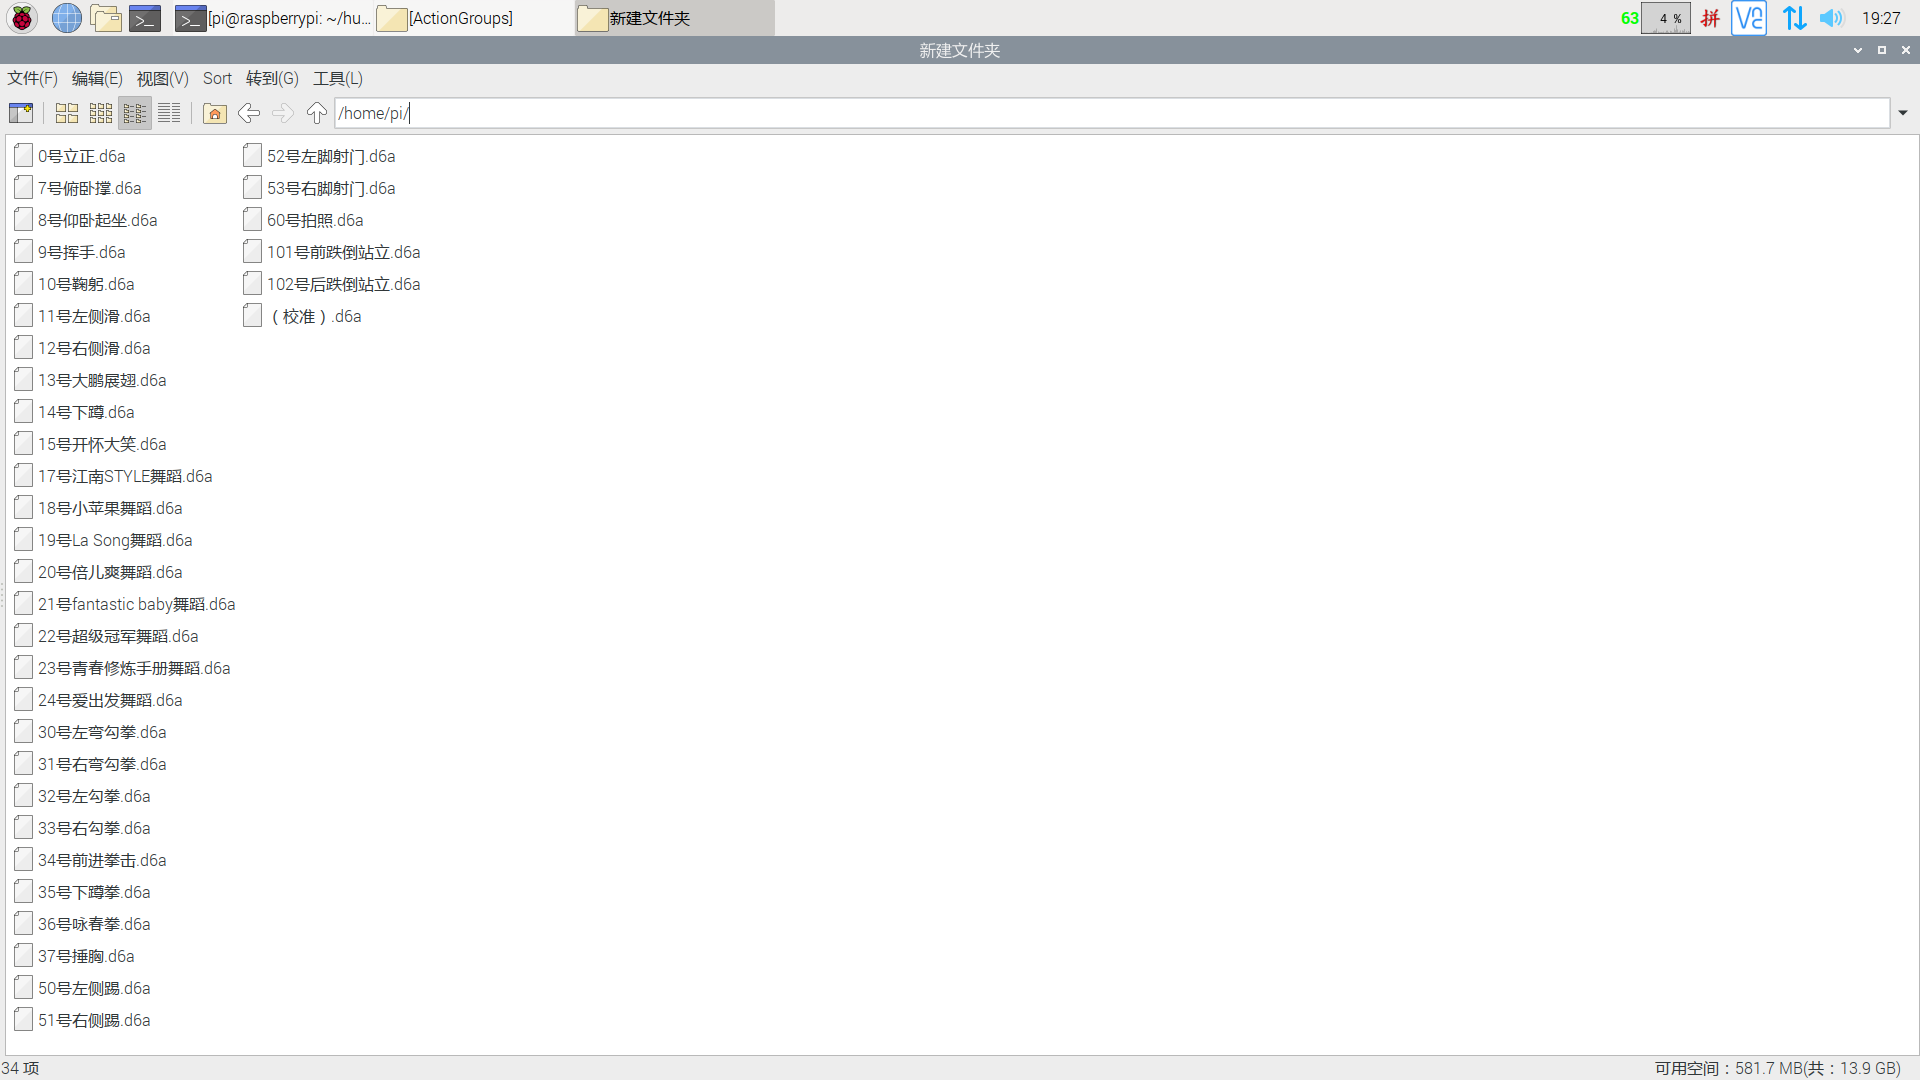 [pi@raspberrypi: ~/hu...
[ActionGroups]
新建文件夹
63
4 %
拼
19:27
新建文件夹
文件(F) 编辑(E) 视图(V) Sort 转到(G) 工具(L)
/home/pi/
0号立正.d6a
7号俯卧撑.d6a
8号仰卧起坐.d6a
9号挥手.d6a
10号鞠躬.d6a
11号左侧滑.d6a
12号右侧滑.d6a
13号大鹏展翅.d6a
14号下蹲.d6a
15号开怀大笑.d6a
17号江南STYLE舞蹈.d6a
18号小苹果舞蹈.d6a
19号La Song舞蹈.d6a
20号倍儿爽舞蹈.d6a
21号fantastic baby舞蹈.d6a
22号超级冠军舞蹈.d6a
23号青春修炼手册舞蹈.d6a
24号爱出发舞蹈.d6a
30号左弯勾拳.d6a
31号右弯勾拳.d6a
32号左勾拳.d6a
33号右勾拳.d6a
34号前进拳击.d6a
35号下蹲拳.d6a
36号咏春拳.d6a
37号捶胸.d6a
50号左侧踢.d6a
51号右侧踢.d6a
52号左脚射门.d6a
53号右脚射门.d6a
60号拍照.d6a
101号前跌倒站立.d6a
102号后跌倒站立.d6a
（校准）.d6a
34 项
可用空间：581.7 MB(共：13.9 GB)